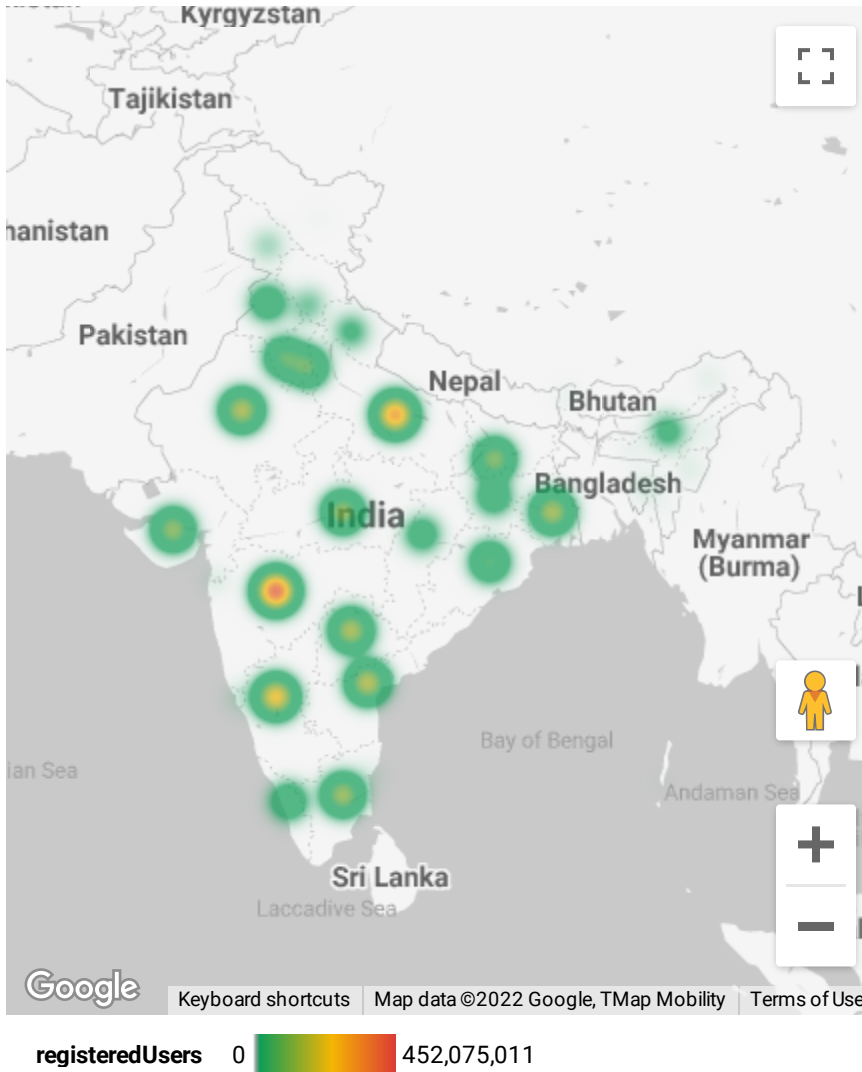 Kyrgyzstan
Tajikistan
hanistan
Pakistan
Nepal
Bhutan
Bangladesh
India
Myanmar
(Burma)
Bay of Bengal
ian Sea
Andaman Sea
Sri Lanka
Laccadive Sea
Google
Keyboard shortcuts
Map data ©2022 Google, TMap Mobility
Terms of Use
registeredUsers 0 452,075,011